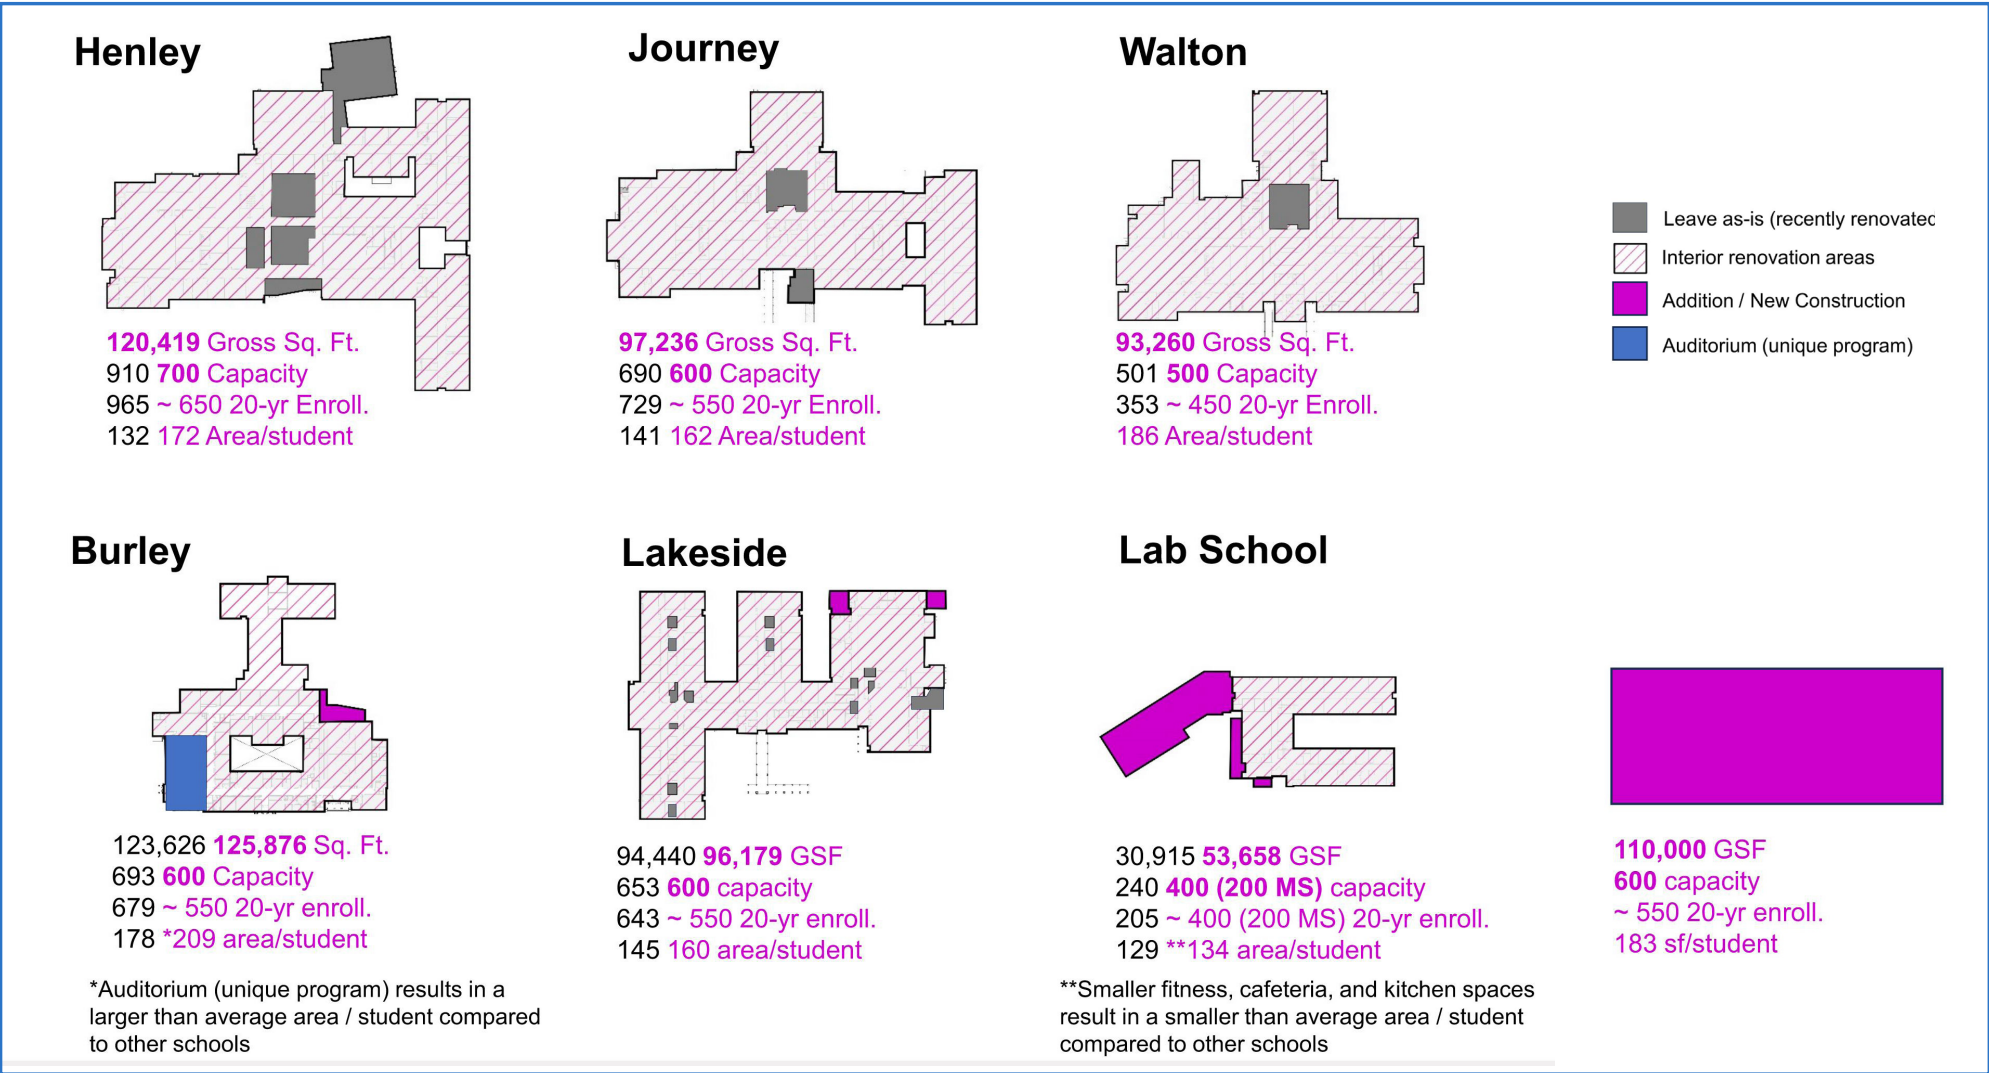 Henley
120,419 Gross Sq. Ft.
910 700 Capacity
965 ~ 650 20-yr Enroll.
132 172 Area/student
Journey
97,236 Gross Sq. Ft.
690 600 Capacity
729 ~ 550 20-yr Enroll.
141 162 Area/student
Walton
93,260 Gross Sq. Ft.
501 500 Capacity
353 ~ 450 20-yr Enroll.
186 Area/student
Leave as-is (recently renovated
Interior renovation areas
Addition / New Construction
Auditorium (unique program)
Burley
123,626 125,876 Sq. Ft.
693 600 Capacity
679 ~ 550 20-yr enroll.
178 *209 area/student
*Auditorium (unique program) results in a
larger than average area / student compared
to other schools
Lakeside
94,440 96,179 GSF
653 600 capacity
643 ~ 550 20-yr enroll.
145 160 area/student
Lab School
30,915 53,658 GSF
240 400 (200 MS) capacity
205 ~ 400 (200 MS) 20-yr enroll.
129 **134 area/student
**Smaller fitness, cafeteria, and kitchen spaces
result in a smaller than average area / student
compared to other schools
110,000 GSF
600 capacity
~ 550 20-yr enroll.
183 sf/student